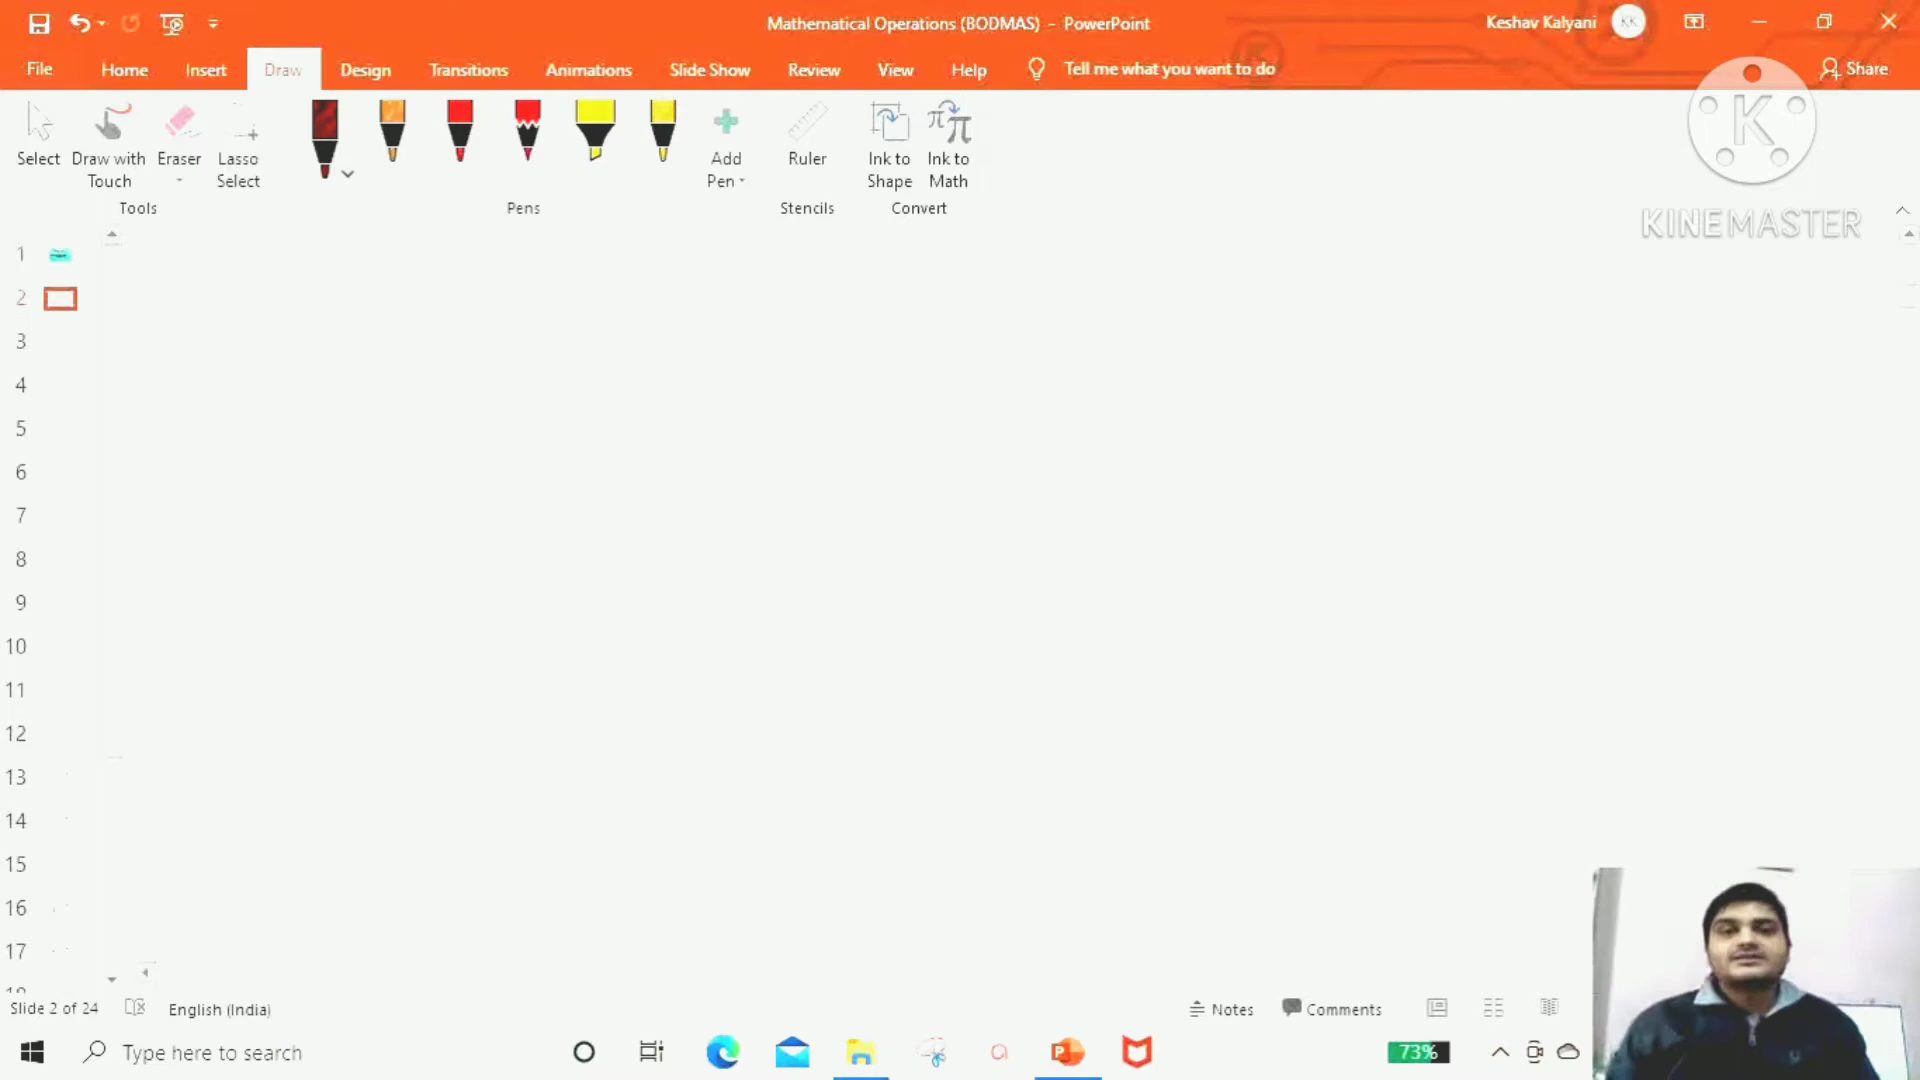 Mathematical Operations (BODMAS) - PowerPoint
Keshav Kalyani KK
File Home Insert Draw Design Transitions Animations Slide Show Review View Help Tell me what you want to do Share
K
KINEMASTER
Select Draw with Touch Eraser Lasso Select Add Pen Ruler Ink to Shape Ink to Math
Tools Pens Stencils Convert
1
2
3
4
5
6
7
8
9
10
11
12
13
14
15
16
17
Slide 2 of 24 English (India) Notes Comments
Type here to search 73%